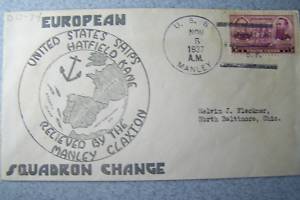 EUROPEAN
UNITED STATES SHIPS
HATFIELD KANE
RELIEVED BY THE
MANLEY CLAXTON
SQUADRON CHANGE
U. S. S.
NOV
5
1937
A.M.
MANLEY
Melvin J. Fleckner,
North Baltimore, Ohio.